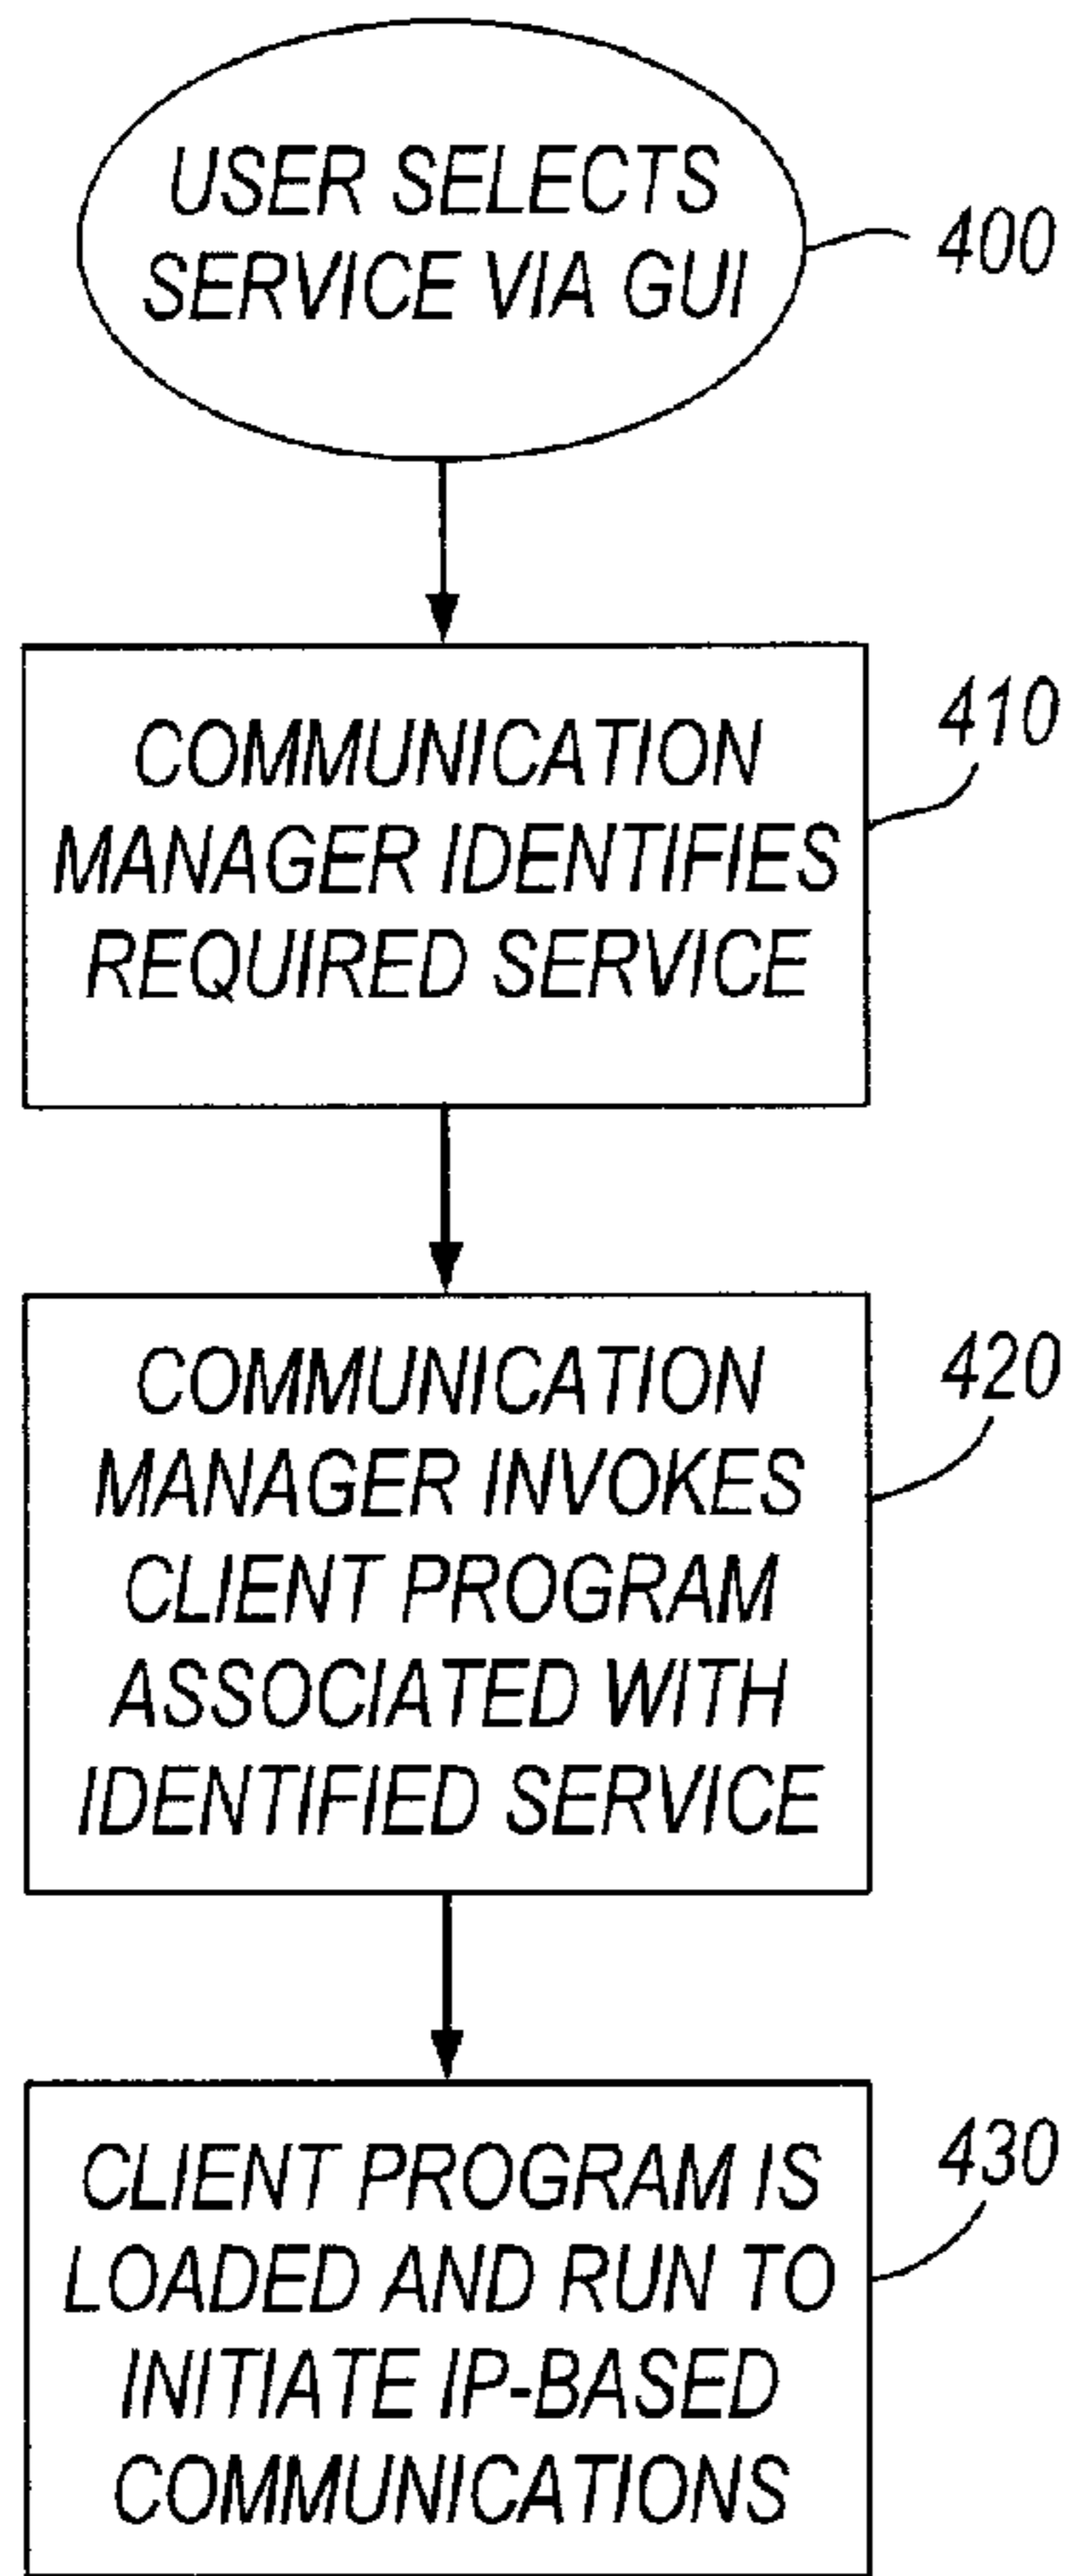 USER SELECTS
SERVICE VIA GUI
400
COMMUNICATION
MANAGER IDENTIFIES
REQUIRED SERVICE
410
COMMUNICATION
MANAGER INVOKES
CLIENT PROGRAM
ASSOCIATED WITH
IDENTIFIED SERVICE
420
CLIENT PROGRAM IS
LOADED AND RUN TO
INITIATE IP-BASED
COMMUNICATIONS
430